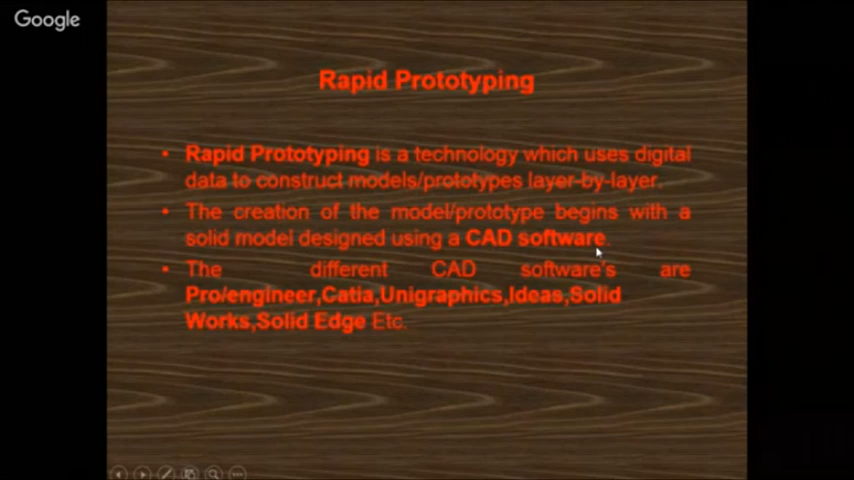 Google
Rapid Prototyping
• Rapid Prototyping is a technology which uses digital
data to construct models/prototypes layer-by-layer.
• The creation of the model/prototype begins with a
solid model designed using a CAD software.
• The different CAD software's are
Pro/engineer,Catia,Unigraphics,Ideas,Solid
Works,Solid Edge Etc.